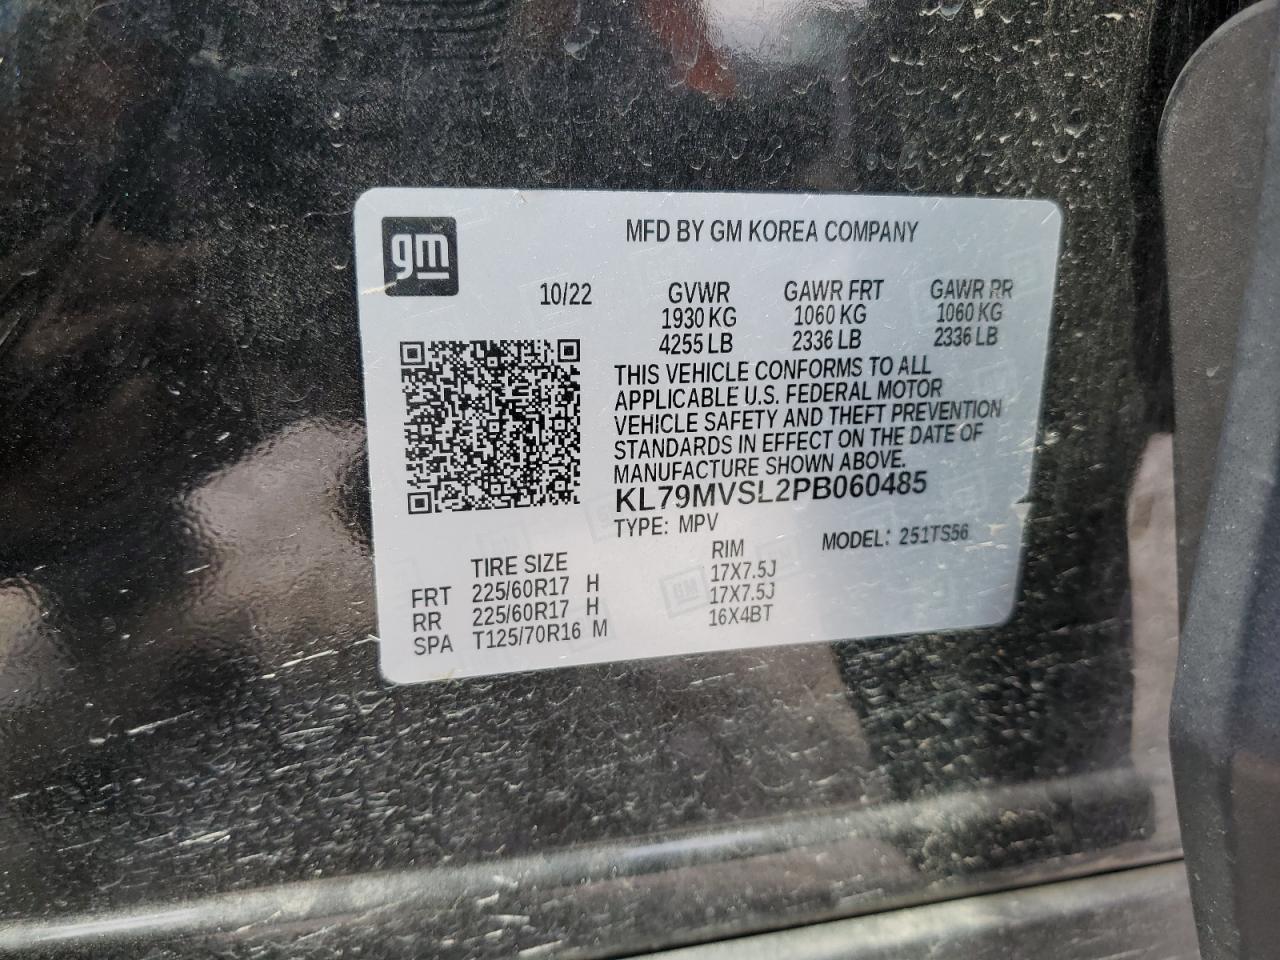 gm
MFD BY GM KOREA COMPANY
10/22
GVWR GAWR FRT GAWR RR
1930 KG 1060 KG 1060 KG
4255 LB 2336 LB 2336 LB
THIS VEHICLE CONFORMS TO ALL
APPLICABLE U.S. FEDERAL MOTOR
VEHICLE SAFETY AND THEFT PREVENTION
STANDARDS IN EFFECT ON THE DATE OF
MANUFACTURE SHOWN ABOVE.
KL79MVSL2PB060485
TYPE: MPV MODEL: 251TS56
TIRE SIZE RIM
FRT 225/60R17 H 17X7.5J
RR 225/60R17 H 17X7.5J
SPA T125/70R16 M 16X4BT